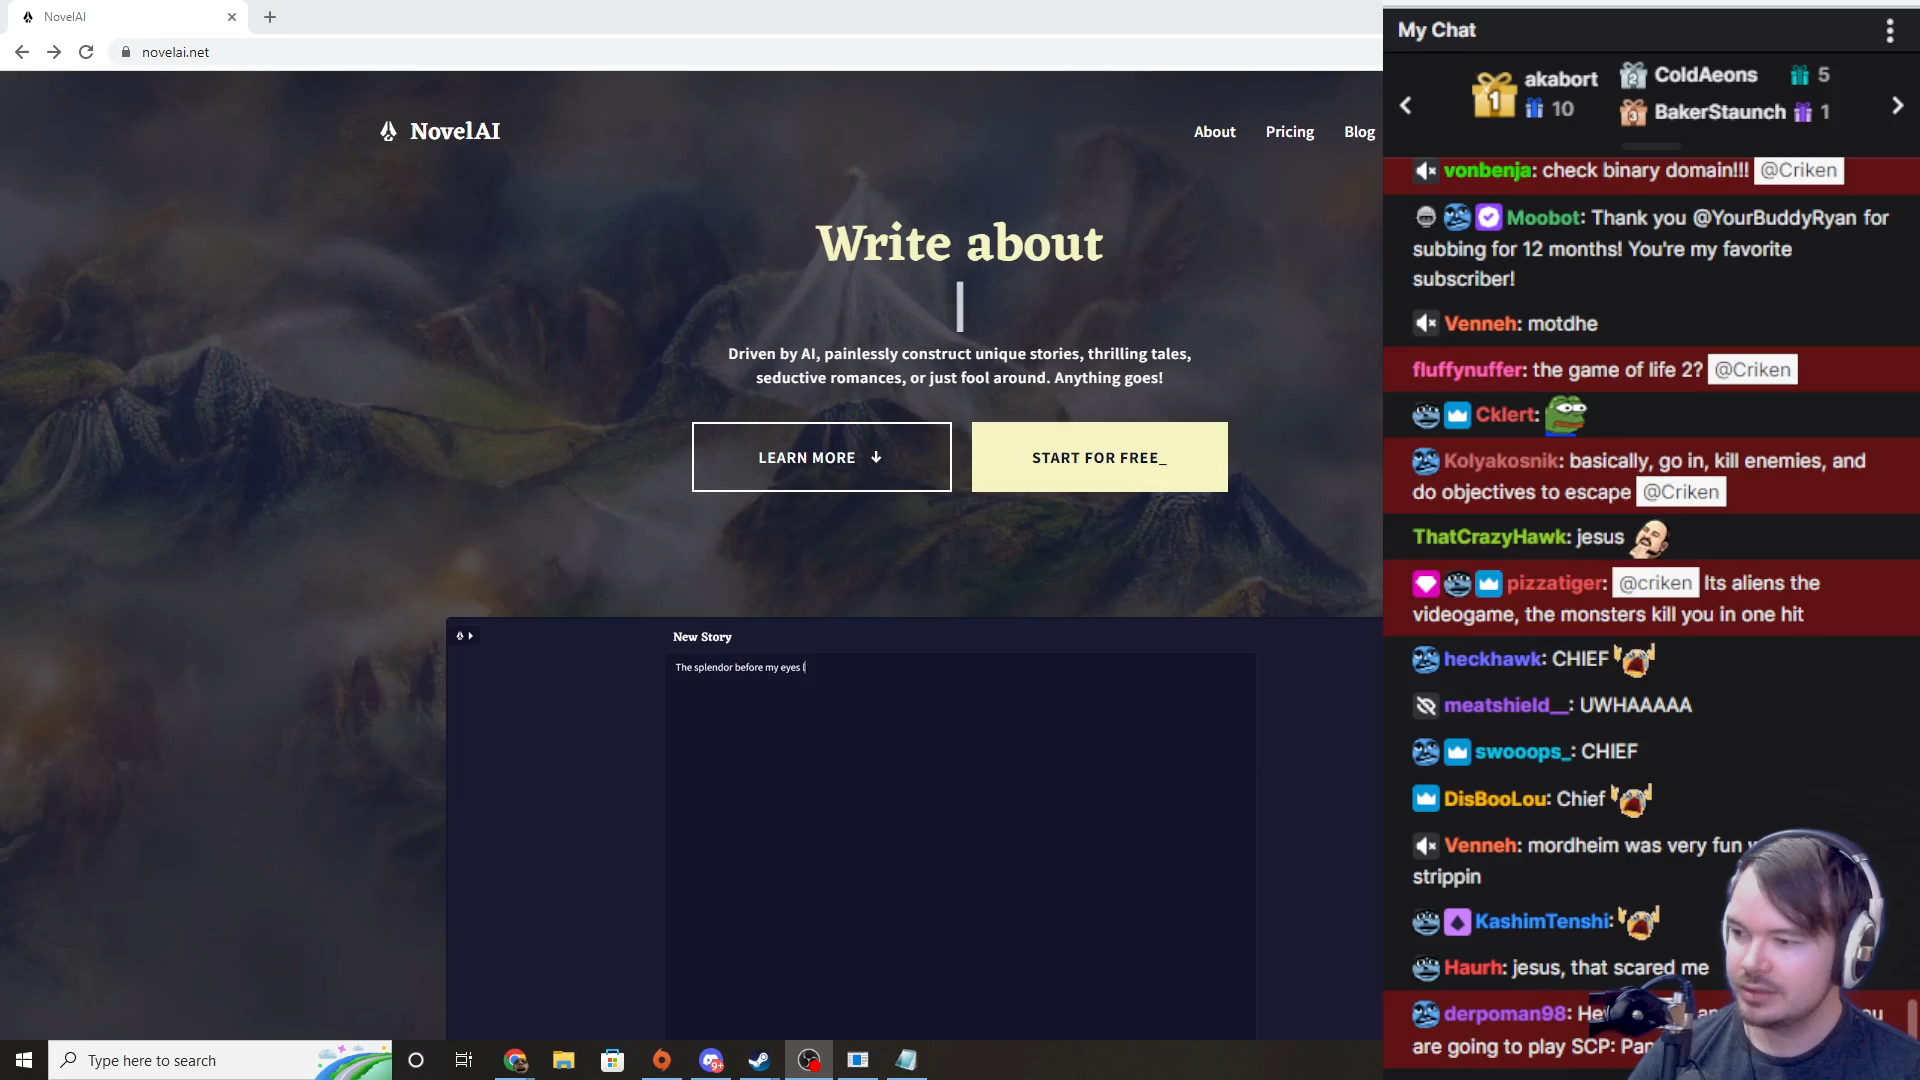 NovelAI
novelai.net
NovelAI
About
Pricing
Blog
Write about
Driven by AI, painlessly construct unique stories, thrilling tales,
seductive romances, or just fool around. Anything goes!
LEARN MORE
START FOR FREE_
New Story
The splendor before my eyes l
Type here to search
9+
My Chat
1
akabort
10
2
ColdAeons
5
3
BakerStaunch
1
vonbenja: check binary domain!!! @Criken
Moobot: Thank you @YourBuddyRyan for
subbing for 12 months! You're my favorite
subscriber!
Venneh: motdhe
fluffynuffer: the game of life 2? @Criken
Cklert:
Kolyakosnik: basically, go in, kill enemies, and
do objectives to escape @Criken
ThatCrazyHawk: jesus
pizzatiger: @criken Its aliens the
videogame, the monsters kill you in one hit
heckhawk: CHIEF
meatshield__: UWHAAAAA
swooops_: CHIEF
DisBooLou: Chief
Venneh: mordheim was very fun
strippin
KashimTenshi:
Haurh: jesus, that scared me
derpoman98:
are going to play SCP: